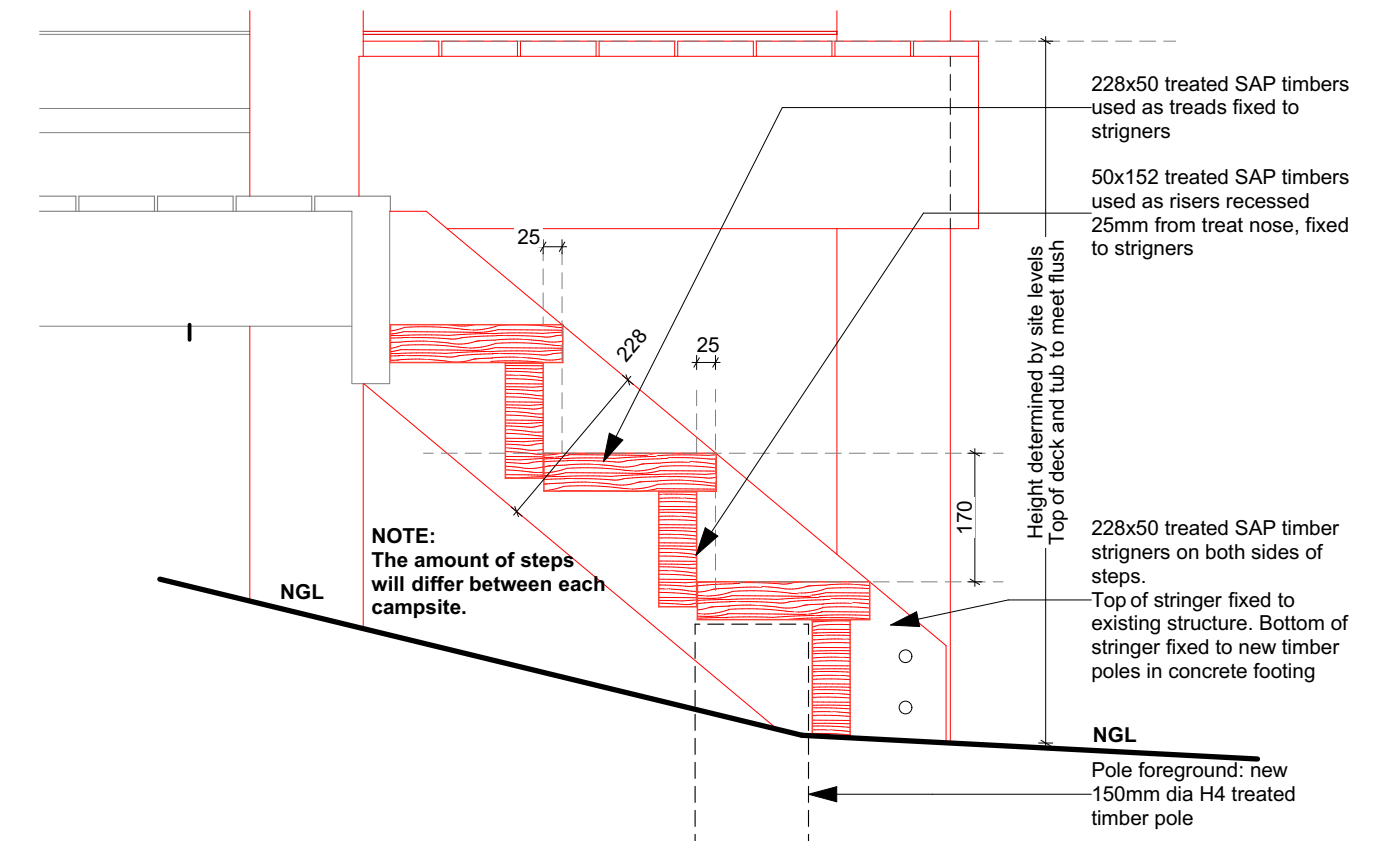 228x50 treated SAP timbers
used as treads fixed to
strigners
50x152 treated SAP timbers
used as risers recessed
25mm from treat nose, fixed
to strigners
25
228
25
Height determined by site levels
Top of deck and tub to meet flush
170
NOTE:
The amount of steps
will differ between each
campsite.
228x50 treated SAP timber
strigners on both sides of
steps.
Top of stringer fixed to
existing structure. Bottom of
stringer fixed to new timber
poles in concrete footing
NGL
NGL
Pole foreground: new
150mm dia H4 treated
timber pole